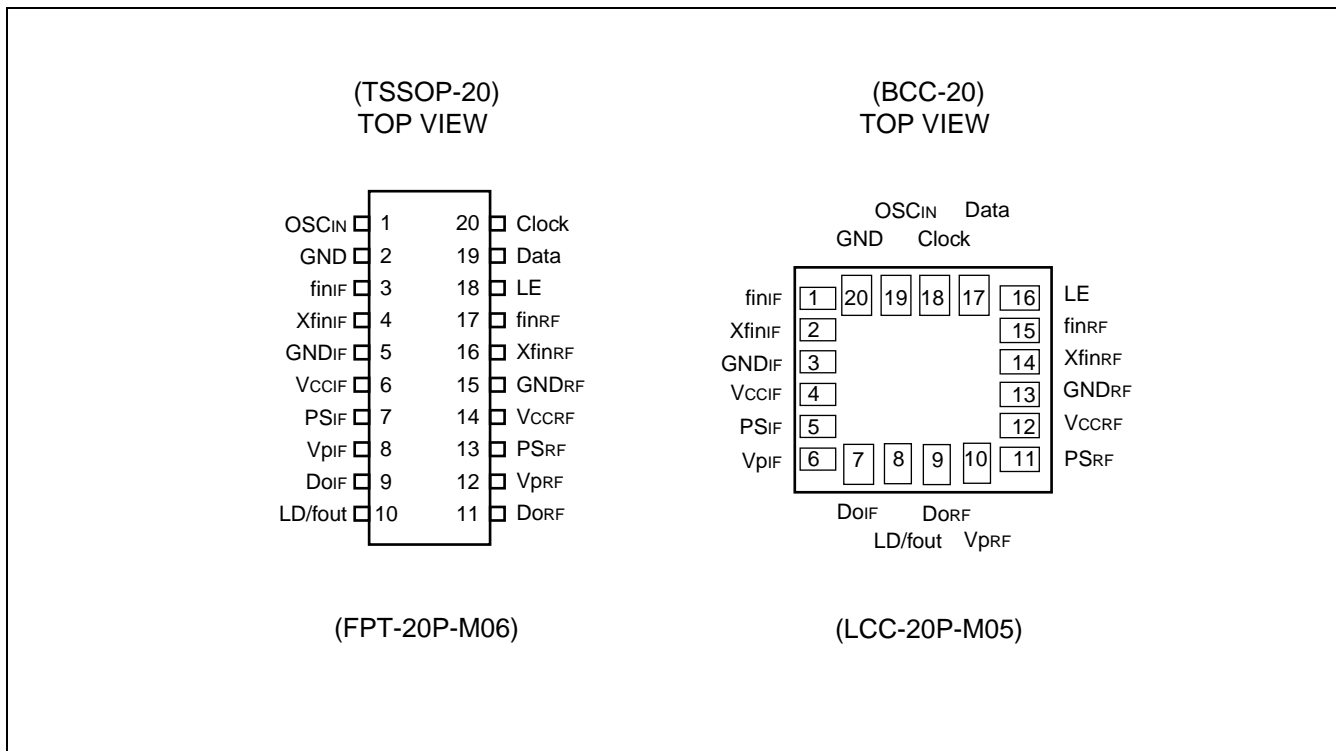 (TSSOP-20)
TOP VIEW
OSCIN 1 20 Clock
GND 2 19 Data
finIF 3 18 LE
XfinIF 4 17 finRF
GNDIF 5 16 XfinRF
VCCIF 6 15 GNDRF
PSIF 7 14 VCCRF
VpIF 8 13 PSRF
DoIF 9 12 VpRF
LD/fout 10 11 DoRF
(FPT-20P-M06)
(BCC-20)
TOP VIEW
OSCIN Data
GND Clock
finIF 1 20 19 18 17 16 LE
XfinIF 2 15 finRF
GNDIF 3 14 XfinRF
VCCIF 4 13 GNDRF
PSIF 5 12 VCCRF
VpIF 6 7 8 9 10 11 PSRF
DoIF DoRF
LD/fout VpRF
(LCC-20P-M05)